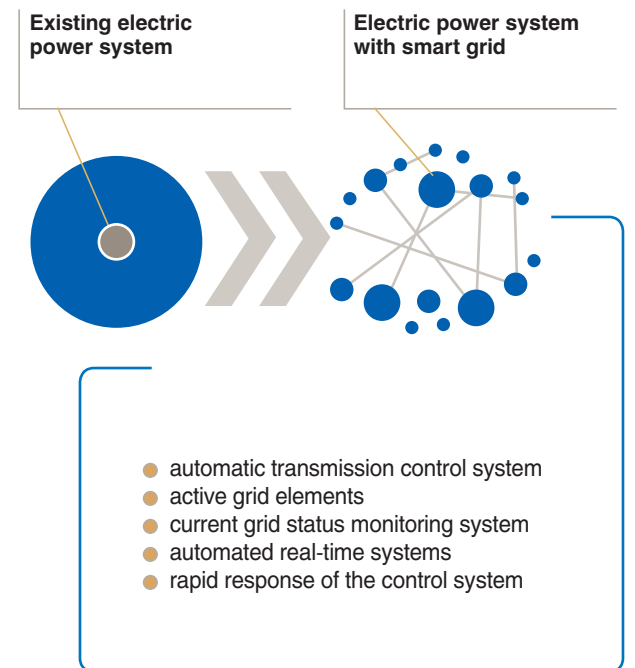 Existing electric
power system
Electric power system
with smart grid
automatic transmission control system
active grid elements
current grid status monitoring system
automated real-time systems
rapid response of the control system